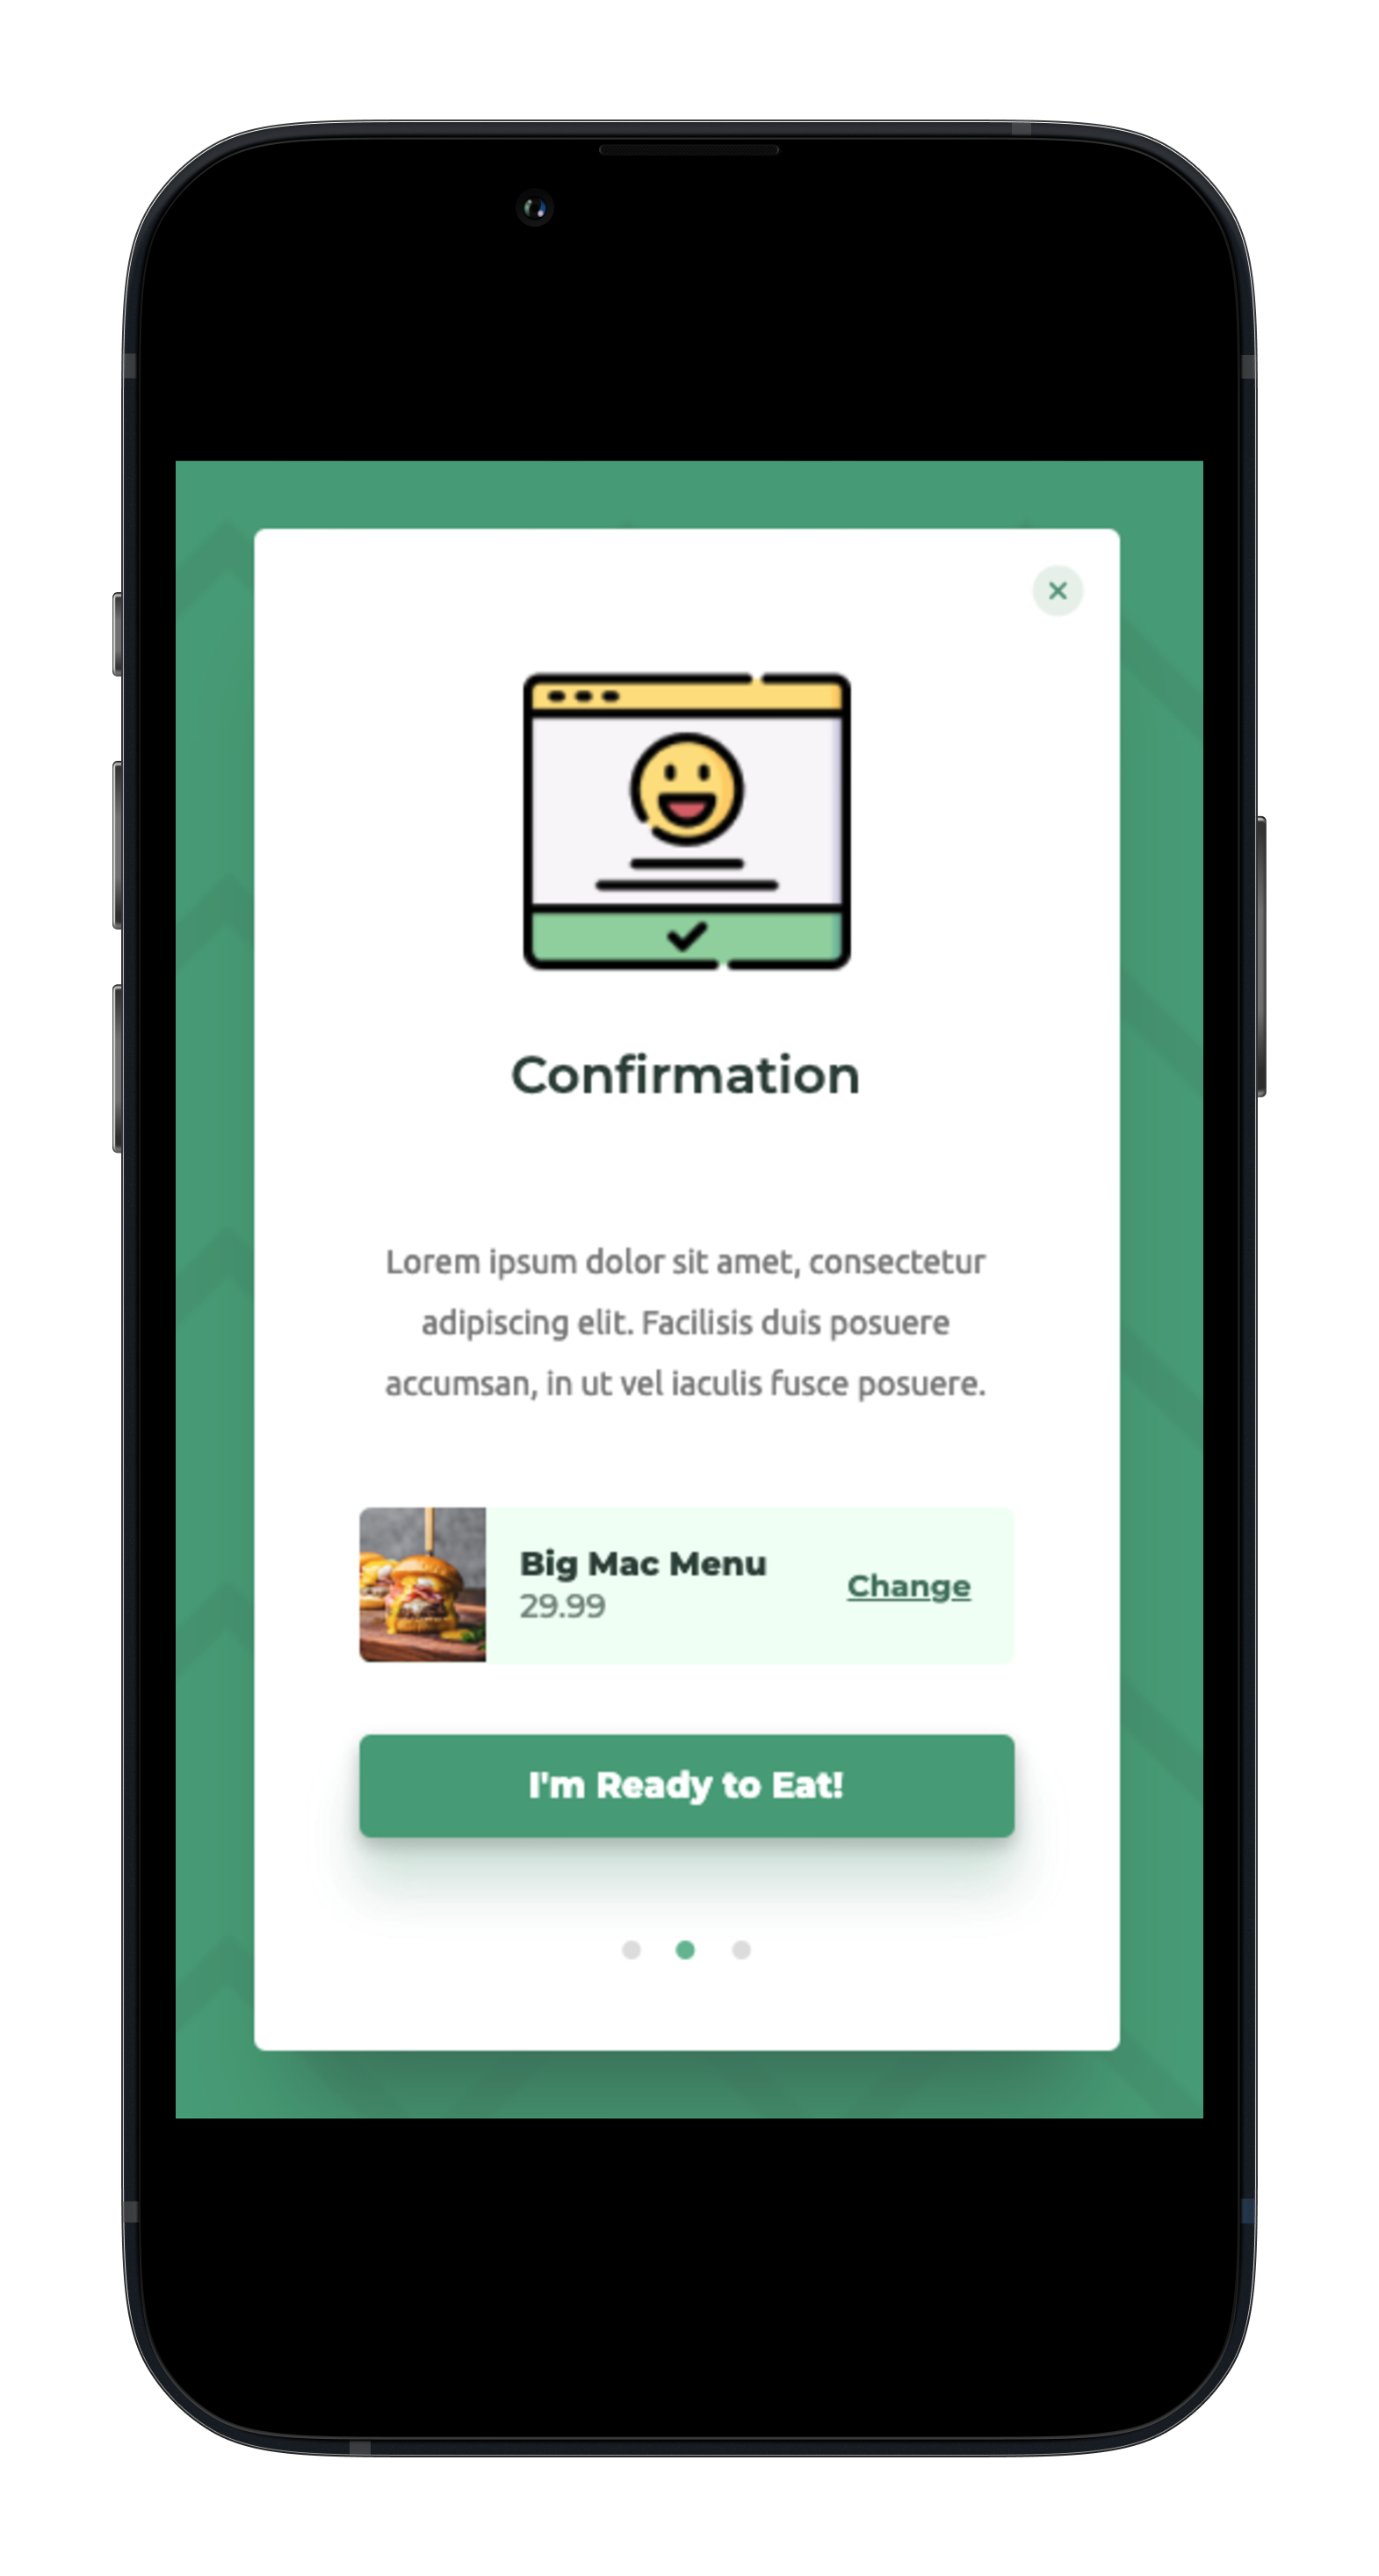 Confirmation
Lorem ipsum dolor sit amet, consectetur
adipiscing elit. Facilisis duis posuere
accumsan, in ut vel iaculis fusce posuere.
Big Mac Menu
29.99
Change
I'm Ready to Eat!